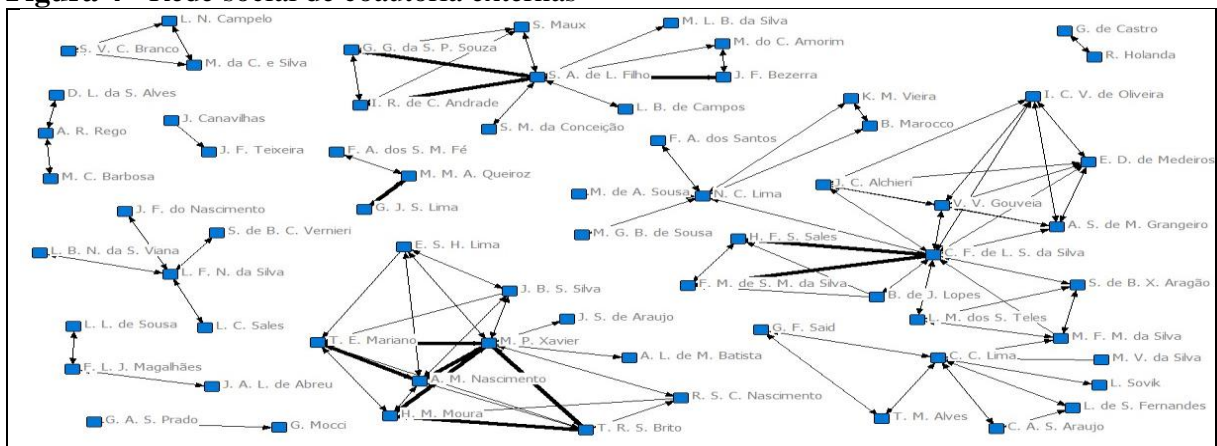 Figura 4 - Rede social de coautoria externas
L. N. Campelo
S. V. C. Branco
M. da C. e Silva
D. L. da S. Alves
A. R. Rego
M. C. Barbosa
J. Canavilhas
J. F. Teixeira
G. G. da S. P. Souza
S. Maux
M. L. B. da Silva
M. do C. Amorim
S. A. de L. Filho
J. F. Bezerra
I. R. de C. Andrade
L. B. de Campos
S. M. da Conceição
G. de Castro
R. Holanda
F. A. dos S. M. Fé
M. M. A. Queiroz
G. J. S. Lima
K. M. Vieira
B. Marocco
F. A. dos Santos
M. de A. Sousa
N. C. Lima
M. G. B. de Sousa
I. C. V. de Oliveira
E. D. de Medeiros
J. C. Alchieri
V. V. Gouveia
A. S. de M. Grangeiro
H. F. S. Sales
C. F. de L. S. da Silva
F. M. de S. M. da Silva
B. de J. Lopes
S. de B. X. Aragão
L. M. dos S. Teles
M. F. M. da Silva
J. F. do Nascimento
S. de B. C. Vernieri
L. B. N. da S. Viana
L. F. N. da Silva
L. C. Sales
E. S. H. Lima
J. B. S. Silva
J. S. de Araujo
T. E. Mariano
M. P. Xavier
A. L. de M. Batista
A. M. Nascimento
R. S. C. Nascimento
H. M. Moura
T. R. S. Brito
L. L. de Sousa
F. L. J. Magalhães
J. A. L. de Abreu
G. A. S. Prado
G. Mocci
G. F. Said
C. C. Lima
M. V. da Silva
L. Sovik
L. de S. Fernandes
T. M. Alves
C. A. S. Araujo